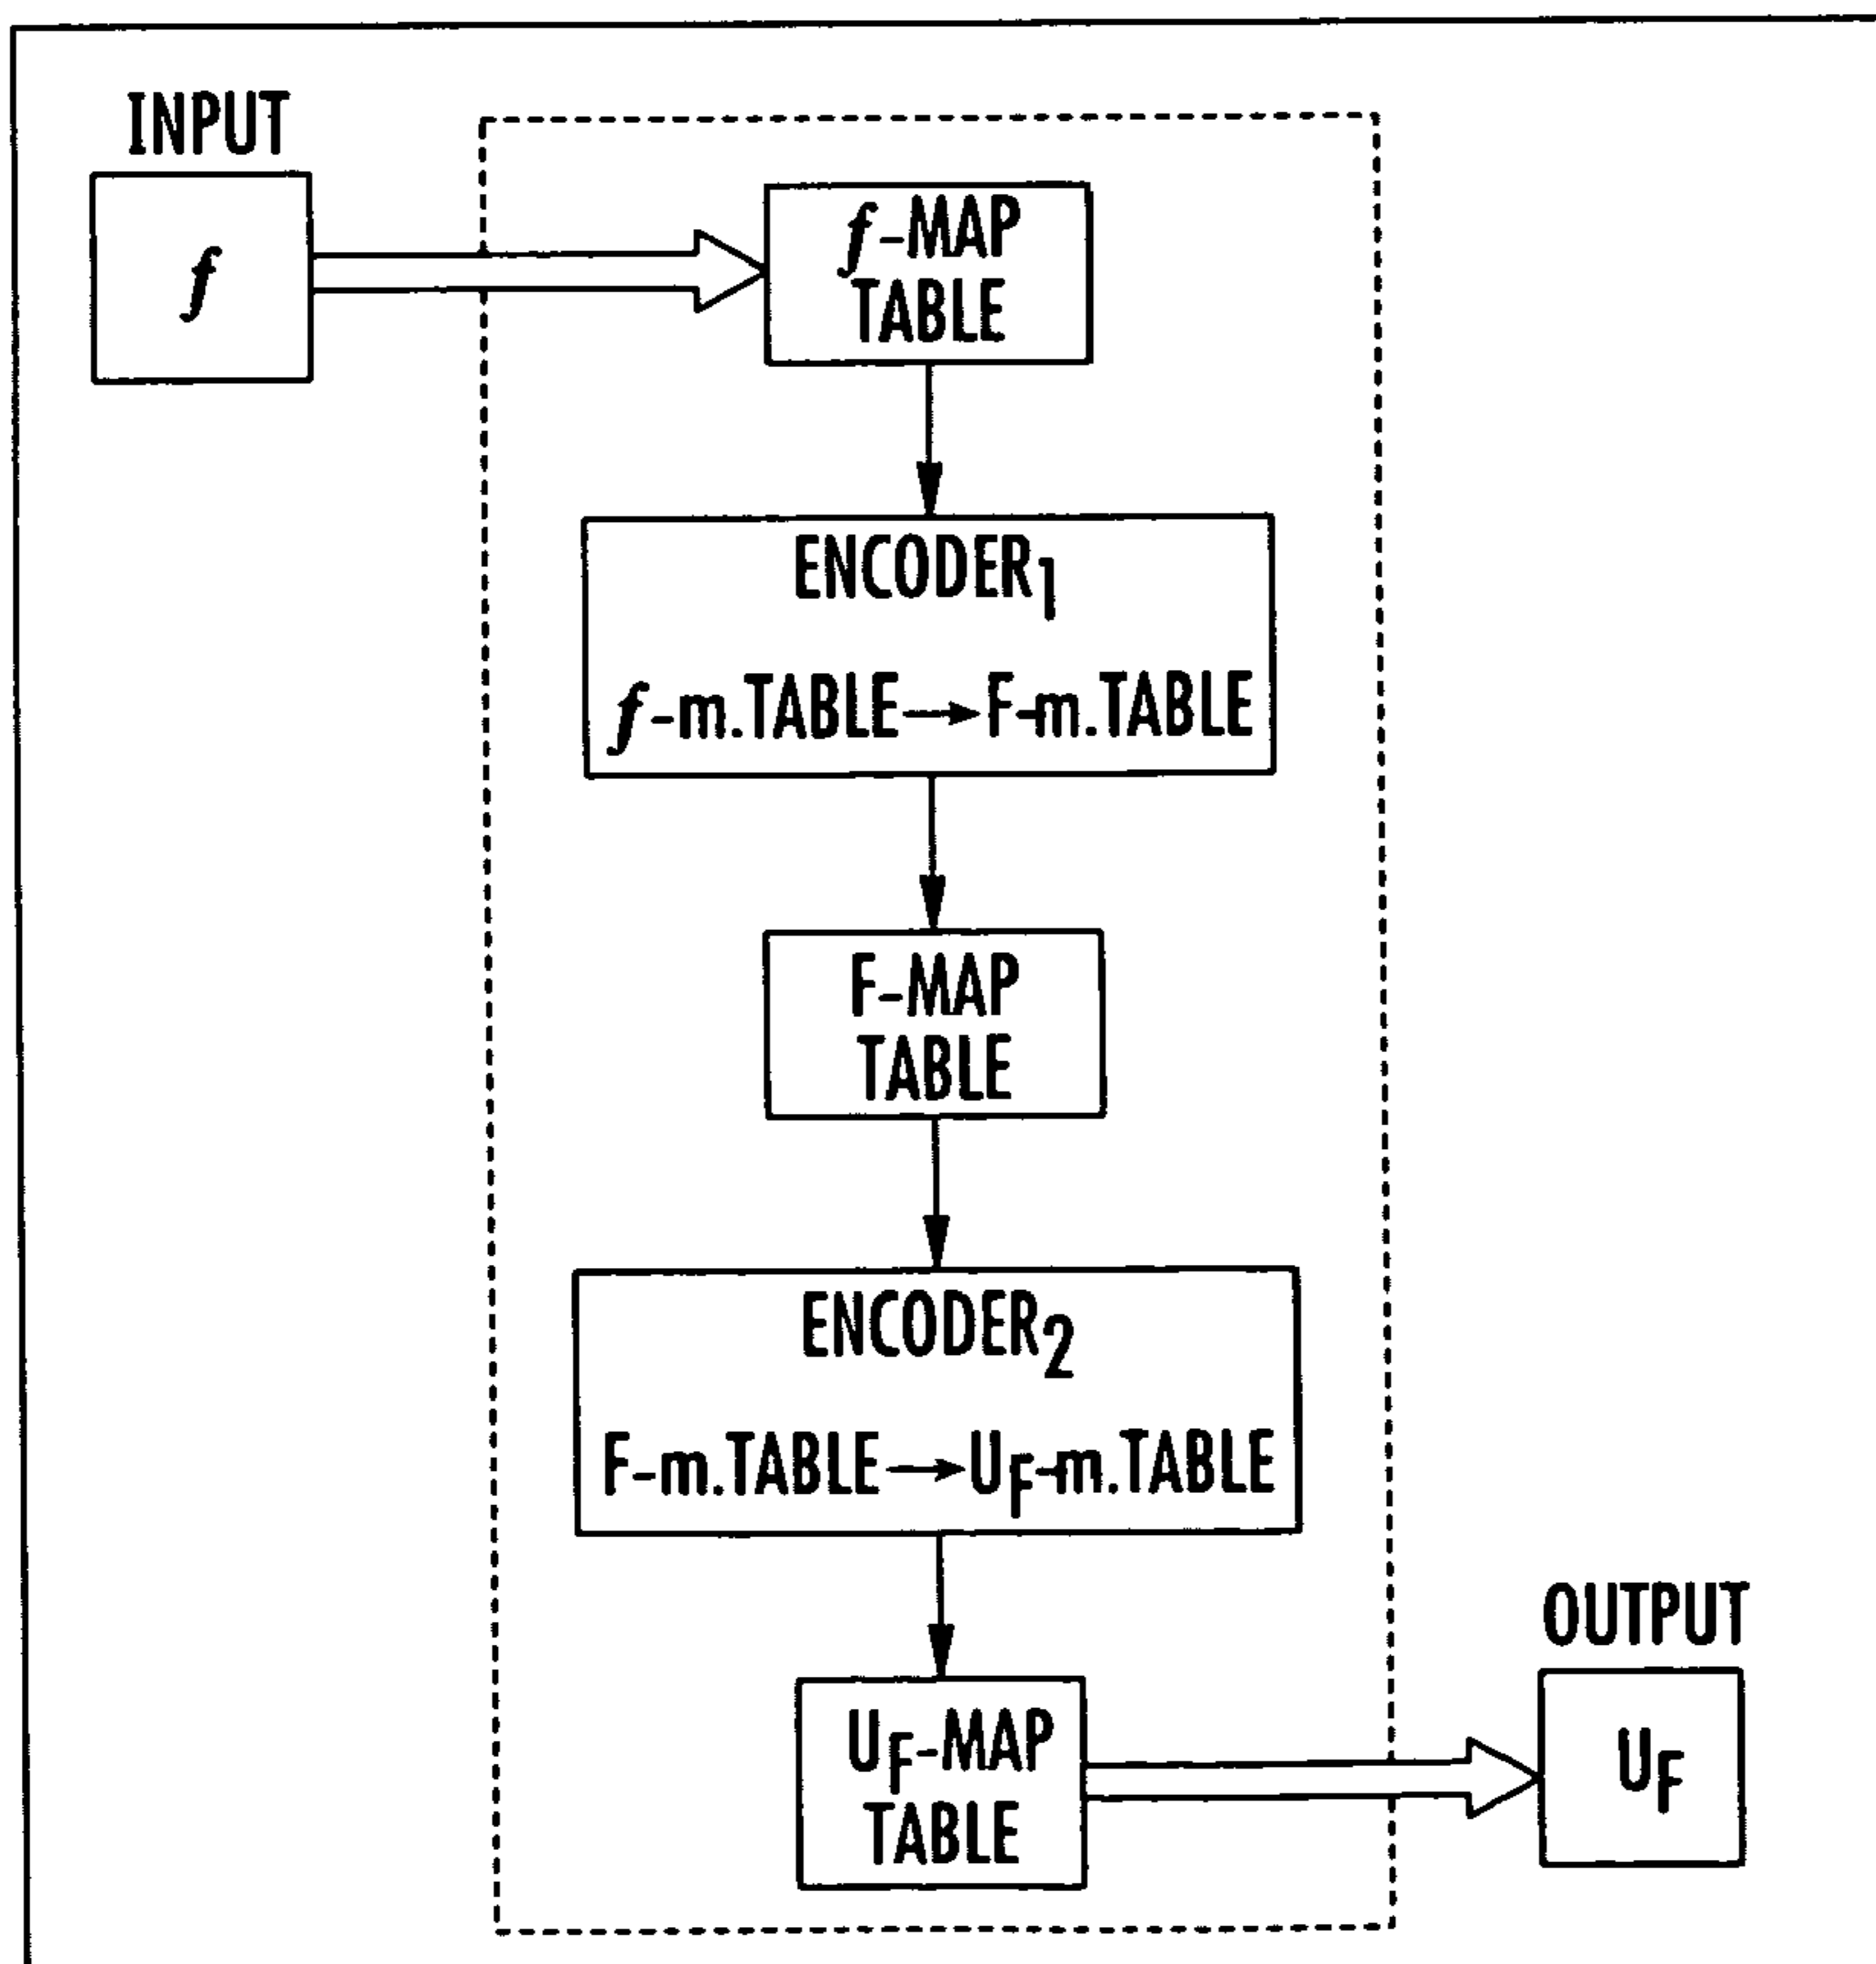 INPUT
f
f-MAP
TABLE
ENCODER1
f-m.TABLE→F-m.TABLE
F-MAP
TABLE
ENCODER2
F-m.TABLE→UF-m.TABLE
UF-MAP
TABLE
OUTPUT
UF